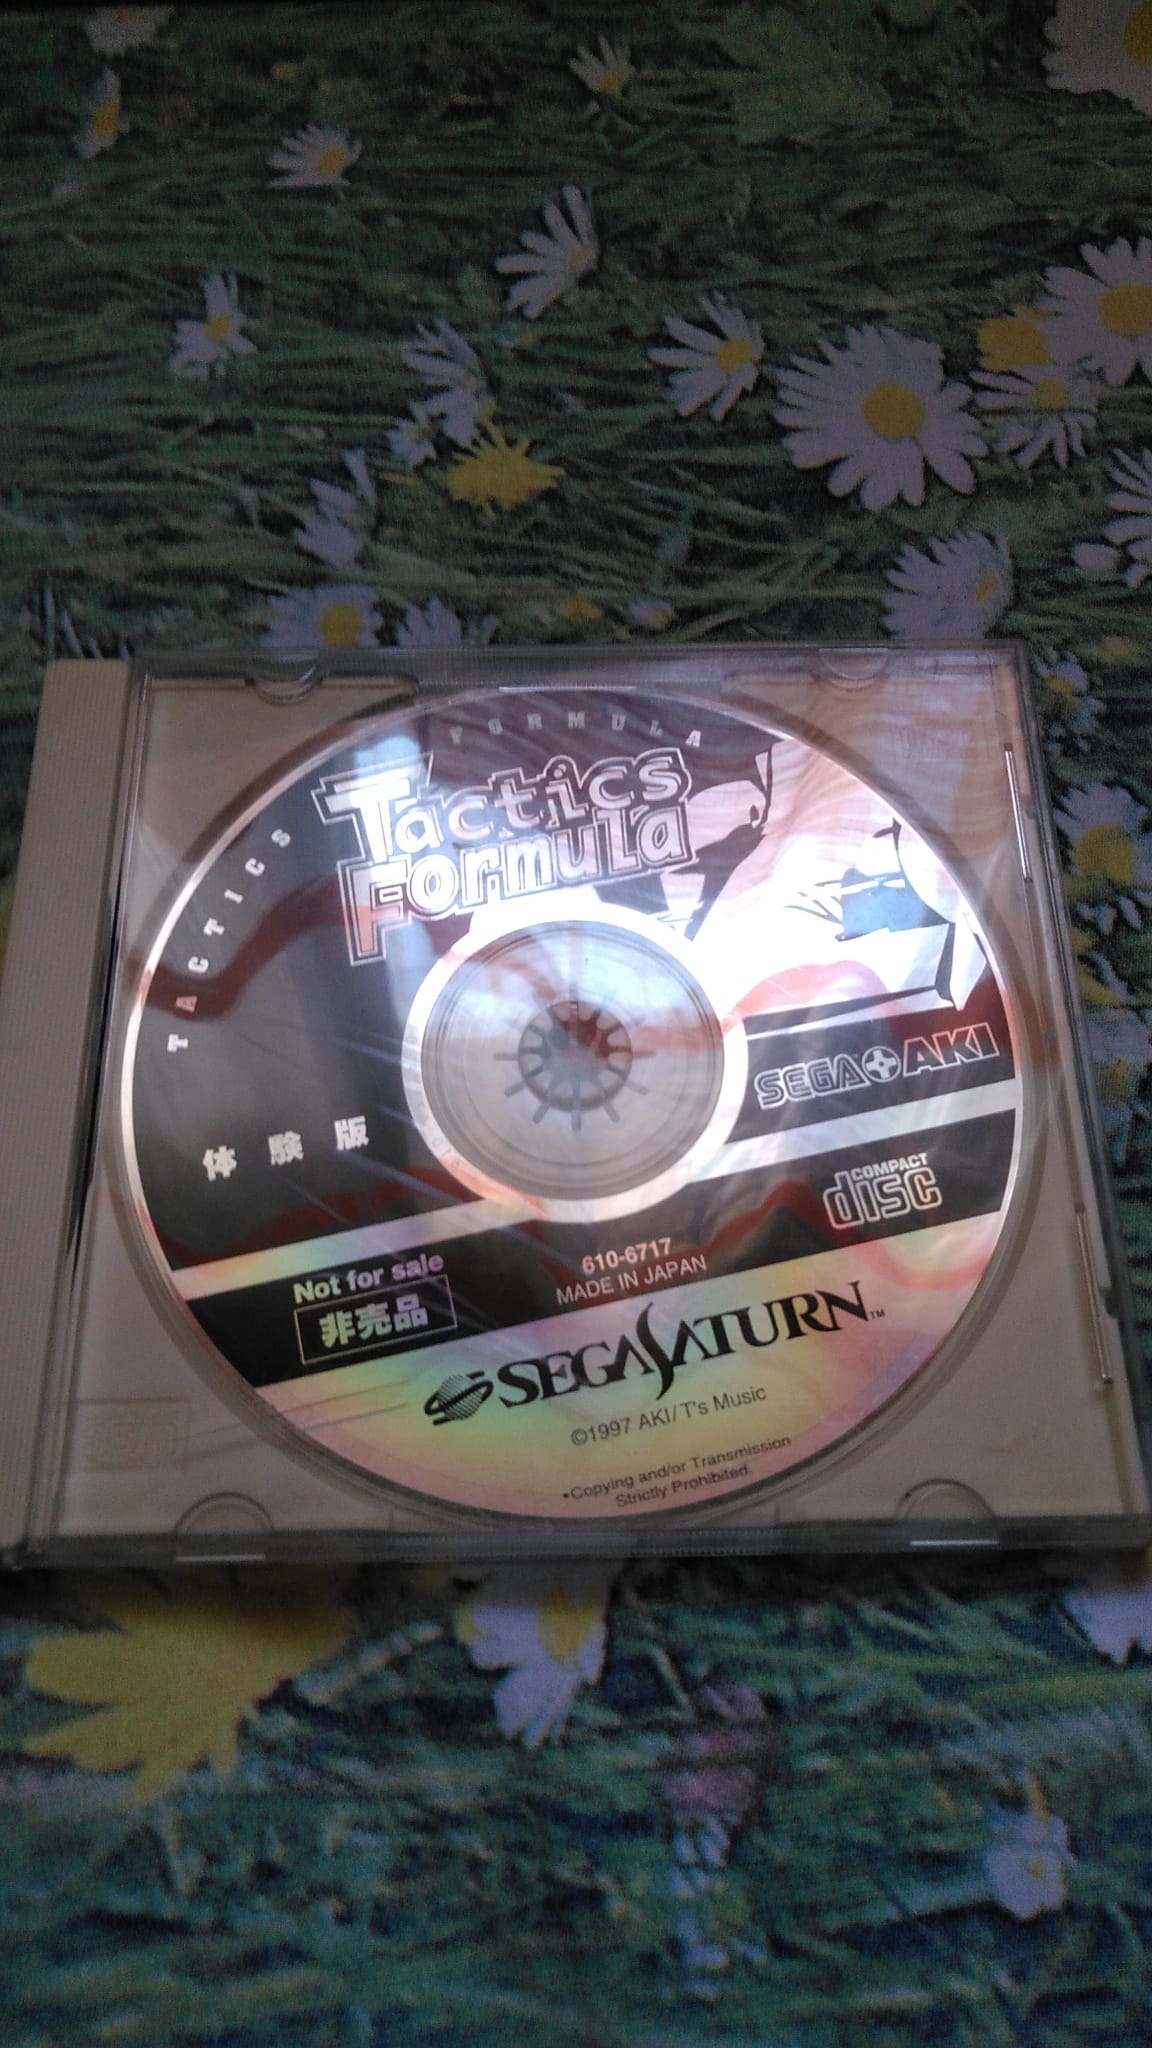 TACTICS FORMULA
Tactics
Formula
SEGA AKI
体験版
COMPACT
disc
Not for sale
非売品
610-6717
MADE IN JAPAN
SEGA SATURN™
©1997 AKI/T's Music
•Copying and/or Transmission
Strictly Prohibited.